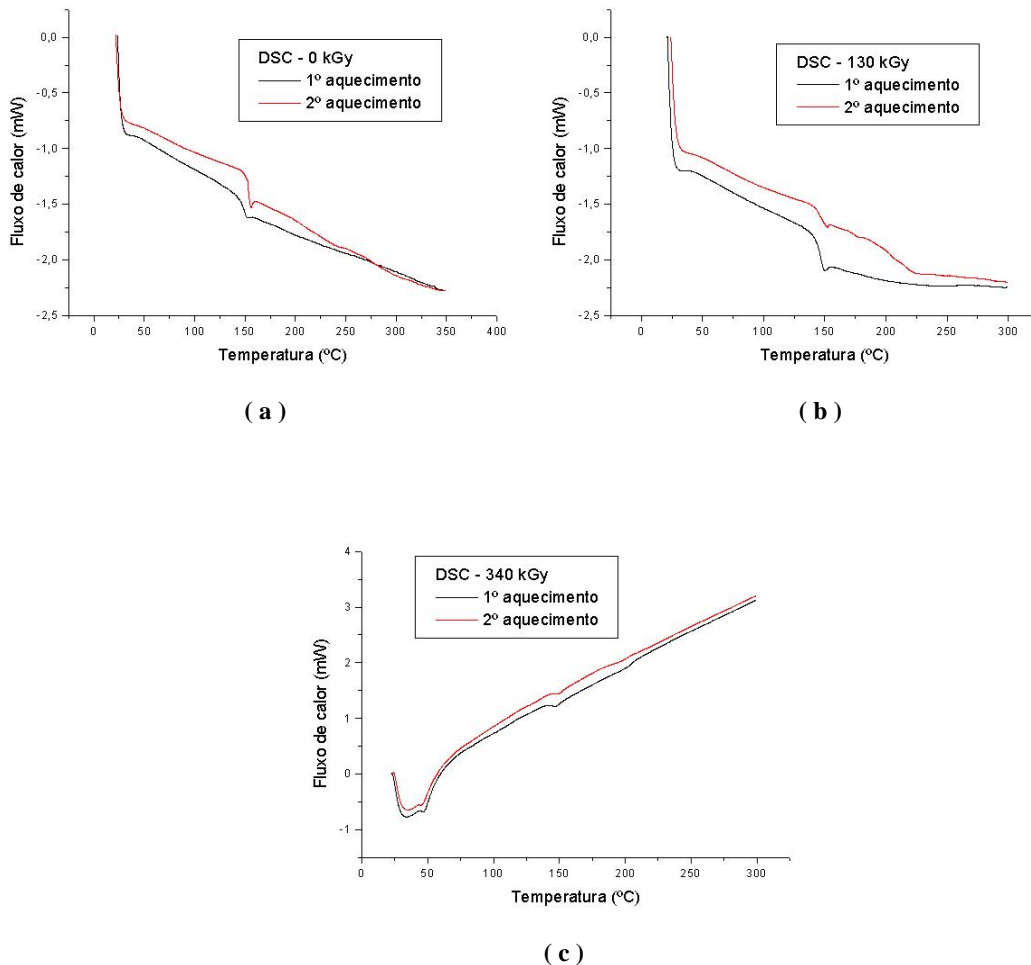 DSC - 0 kGy
1º aquecimento
2º aquecimento
Fluxo de calor (mW)
0,0
-0,5
-1,0
-1,5
-2,0
-2,5
0 50 100 150 200 250 300 350 400
Temperatura (ºC)
( a )
DSC - 130 kGy
1º aquecimento
2º aquecimento
Fluxo de calor (mW)
0,0
-0,5
-1,0
-1,5
-2,0
-2,5
0 50 100 150 200 250 300
Temperatura (ºC)
( b )
DSC - 340 kGy
1º aquecimento
2º aquecimento
Fluxo de calor (mW)
4
3
2
1
0
-1
0 50 100 150 200 250 300
Temperatura (ºC)
( c )